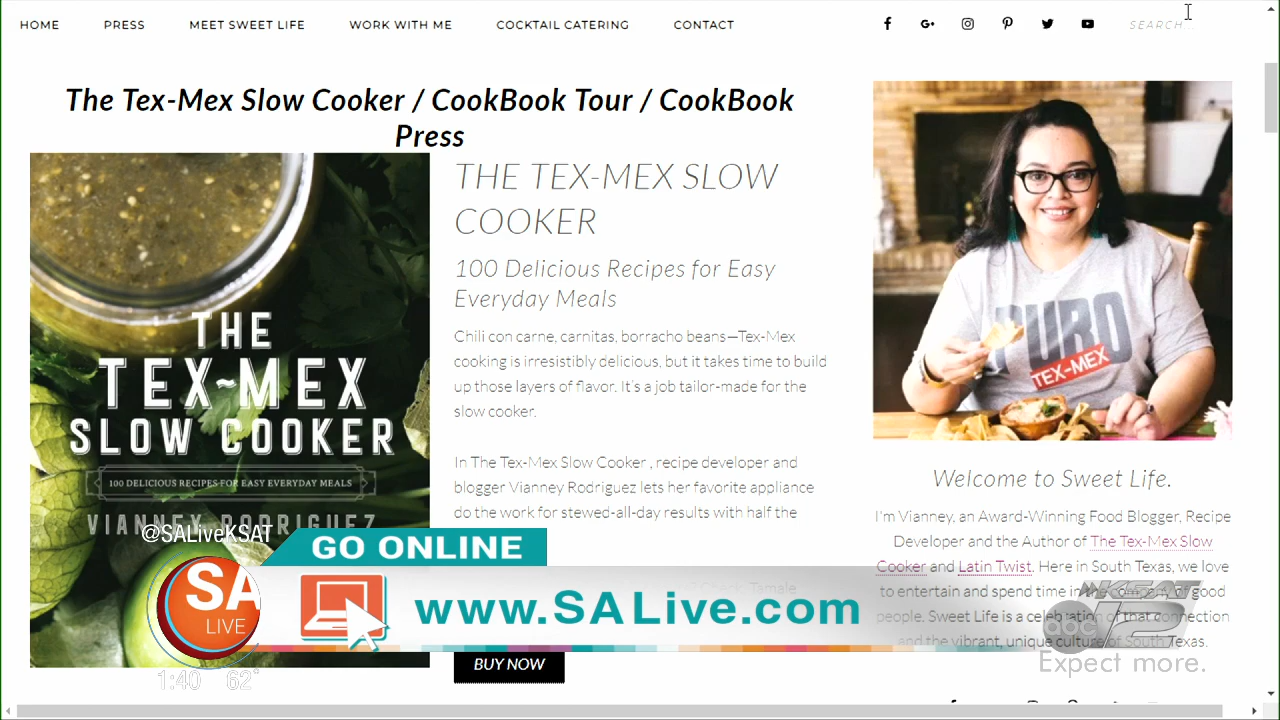 HOME PRESS MEET SWEET LIFE WORK WITH ME COCKTAIL CATERING CONTACT SEARCH...
The Tex-Mex Slow Cooker / CookBook Tour / CookBook
Press
THE
TEX~MEX
SLOW COOKER
100 DELICIOUS RECIPES FOR EASY EVERYDAY MEALS
VIANNEY RODRIGUEZ
THE TEX-MEX SLOW
COOKER
100 Delicious Recipes for Easy
Everyday Meals
Chili con carne, carnitas, borracho beans—Tex-Mex
cooking is irresistibly delicious, but it takes time to build
up those layers of flavor. It's a job tailor-made for the
slow cooker.
In The Tex-Mex Slow Cooker , recipe developer and
blogger Vianney Rodriguez lets her favorite appliance
do the work for stewed-all-day results with half the
Tamale
BUY NOW
PURO
TEX-MEX
Welcome to Sweet Life.
I'm Vianney, an Award-Winning Food Blogger, Recipe
Developer and the Author of The Tex-Mex Slow
Cooker and Latin Twist. Here in South Texas, we love
to entertain and spend time in the company of good
people. Sweet Life is a celebration of that connection
and the vibrant, unique culture of South Texas.
@SALiveKSAT
GO ONLINE
SA
LIVE
www.SALive.com
KSAT
abc 12
Expect more.
1:40 62°